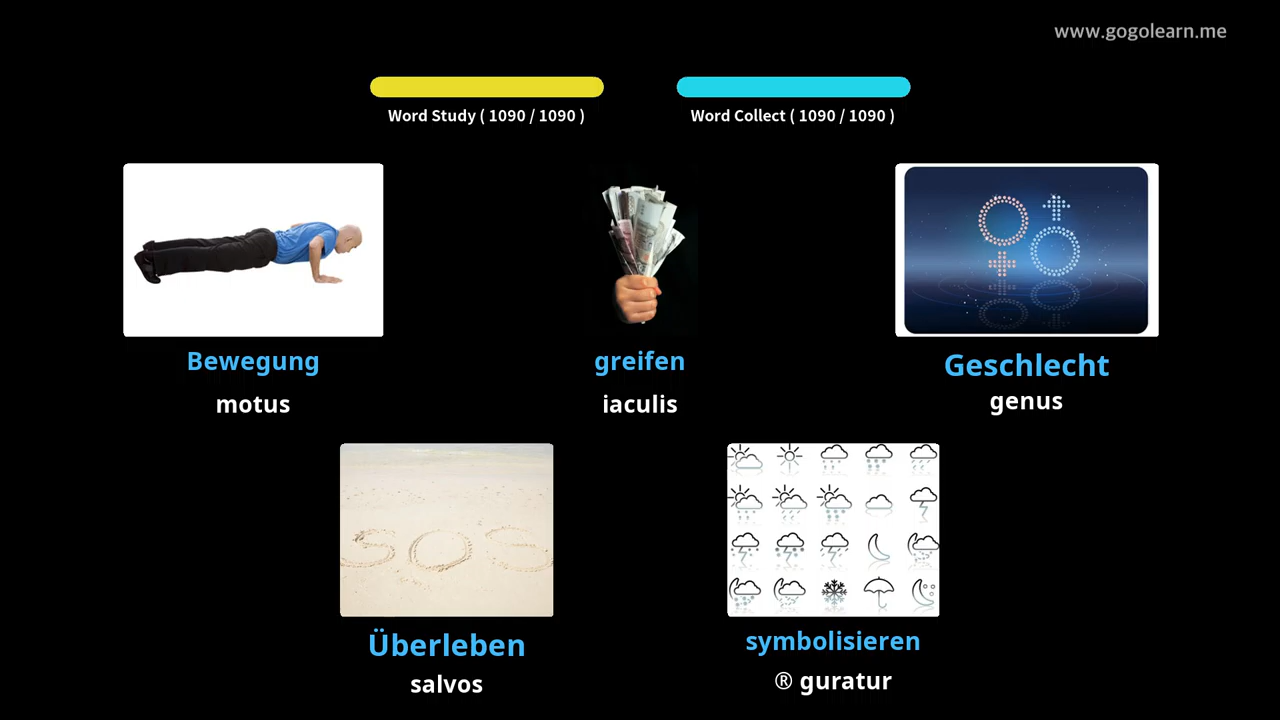 www.gogolearn.me
Word Study ( 1090 / 1090 )
Word Collect ( 1090 / 1090 )
Bewegung
motus
greifen
iaculis
Geschlecht
genus
SOS
Überleben
salvos
symbolisieren
® guratur